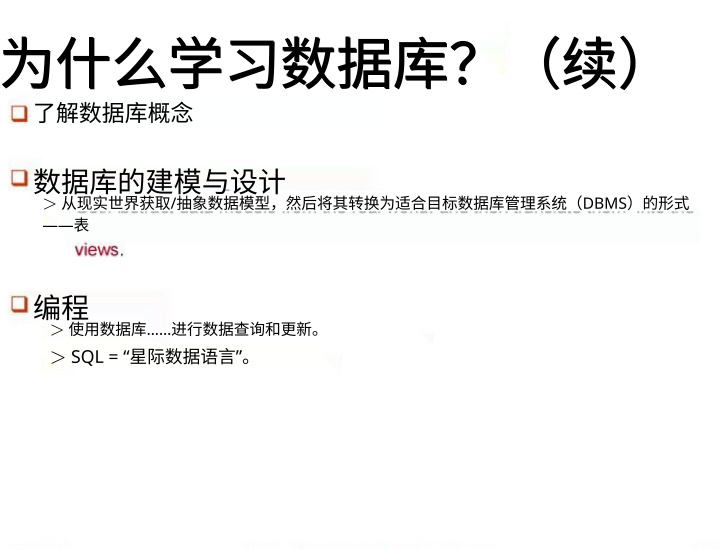 为什么学习数据库？（续）
了解数据库概念
数据库的建模与设计
＞ 从现实世界获取/抽象数据模型，然后将其转换为适合目标数据库管理系统（DBMS）的形式
——表
views.
编程
＞ 使用数据库……进行数据查询和更新。
＞ SQL = “星际数据语言”。